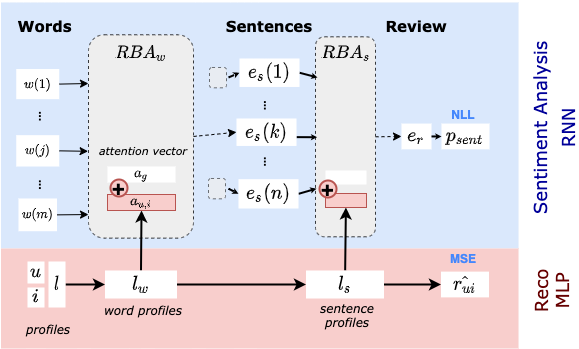 Words
Sentences
Review
RBA_w
RBA_s
w(1)
⋮
w(j)
⋮
w(m)
attention vector
a_g
+
a_{u,i}
e_s(1)
⋮
e_s(k)
⋮
e_s(n)
+
NLL
e_r
p_{sent}
Sentiment Analysis
RNN
u
i
l
profiles
l_w
word profiles
l_s
sentence
profiles
MSE
\hat{r_{ui}}
Reco
MLP